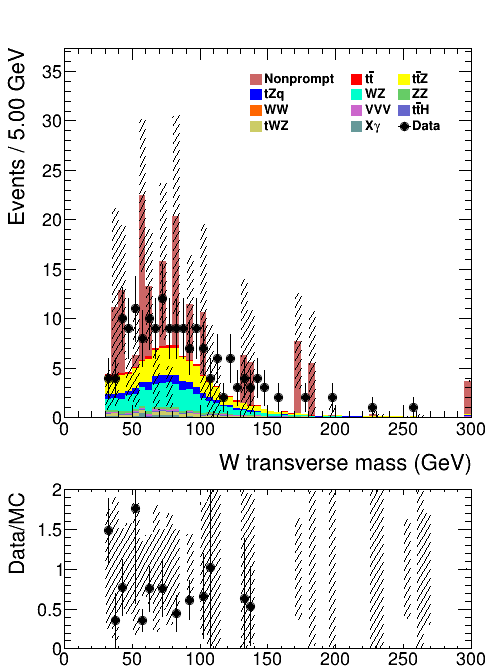 Events / 5.00 GeV
35
30
25
20
15
10
5
0
Nonprompt tt̄ tt̄Z
tZq WZ ZZ
WW VVV tt̄H
tWZ Xγ Data
0 50 100 150 200 250 300
W transverse mass (GeV)
Data/MC
2
1.5
1
0.5
0
0 50 100 150 200 250 300